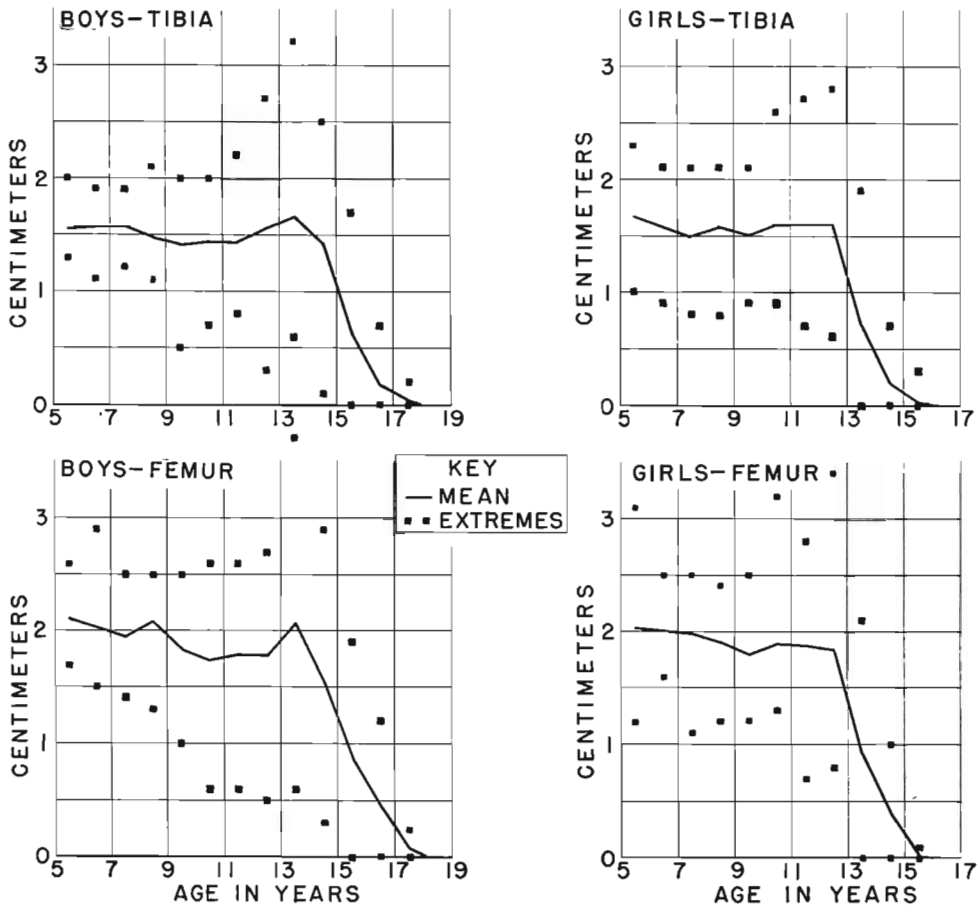 BOYS–TIBIA
3
2
1
0
CENTIMETERS
5 7 9 11 13 15 17 19
GIRLS–TIBIA
3
2
1
0
CENTIMETERS
5 7 9 11 13 15 17
BOYS–FEMUR
3
2
1
0
CENTIMETERS
5 7 9 11 13 15 17 19
AGE IN YEARS
KEY
— MEAN
▪ ▪ EXTREMES
GIRLS–FEMUR
3
2
1
0
CENTIMETERS
5 7 9 11 13 15 17
AGE IN YEARS